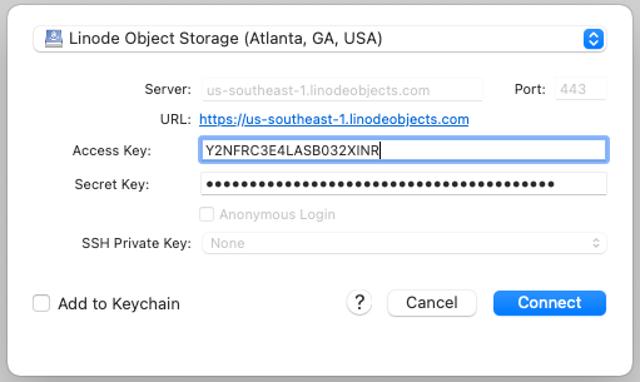 Linode Object Storage (Atlanta, GA, USA)
Server: us-southeast-1.linodeobjects.com Port: 443
URL: https://us-southeast-1.linodeobjects.com
Access Key: Y2NFRC3E4LASB032XINR
Secret Key: ••••••••••••••••••••••••••••••••••••••••
Anonymous Login
SSH Private Key: None
Add to Keychain ? Cancel Connect